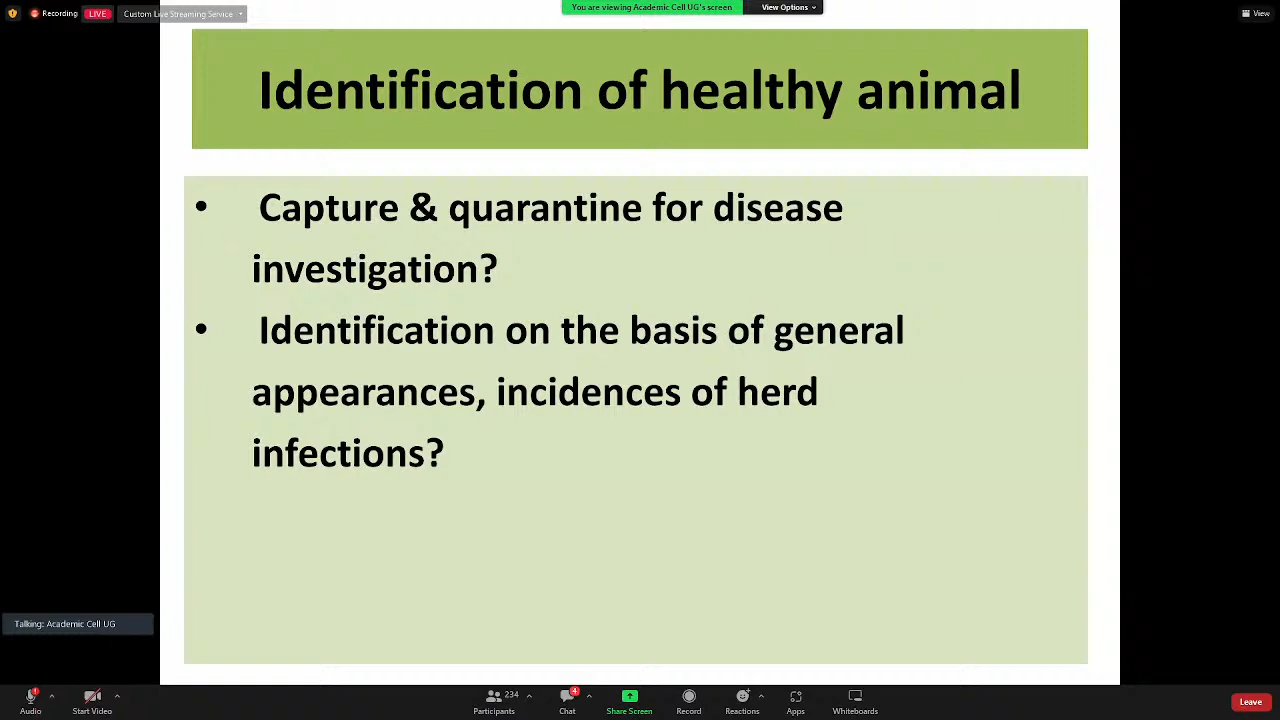 Recording
LIVE
Custom Live Streaming Service
You are viewing Academic Cell UG's screen
View Options
View
Identification of healthy animal
• Capture & quarantine for disease
investigation?
• Identification on the basis of general
appearances, incidences of herd
infections?
Talking: Academic Cell UG
Audio
Start Video
234
Participants
4
Chat
Share Screen
Record
Reactions
Apps
Whiteboards
Leave